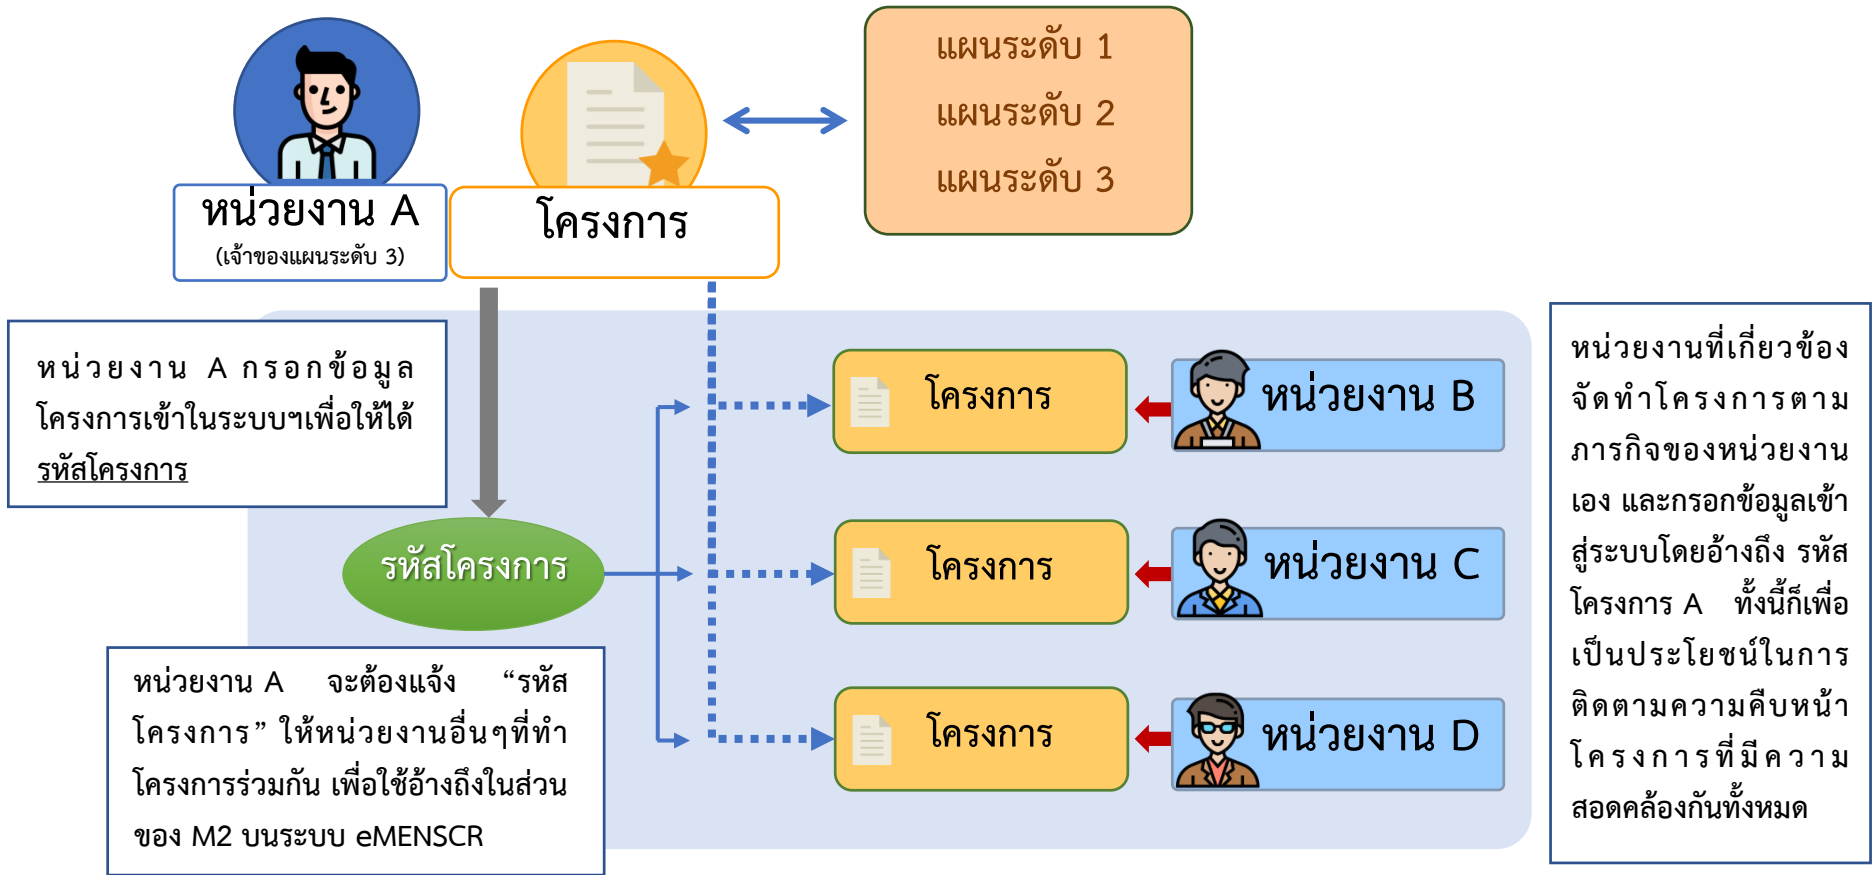 แผนระดับ 1
แผนระดับ 2
แผนระดับ 3
หน่วยงาน A
(เจ้าของแผนระดับ 3)
โครงการ
หน่วยงาน A กรอกข้อมูล
โครงการเข้าในระบบฯเพื่อให้ได้
รหัสโครงการ
รหัสโครงการ
หน่วยงาน A จะต้องแจ้ง “รหัส
โครงการ” ให้หน่วยงานอื่นๆที่ทำ
โครงการร่วมกัน เพื่อใช้อ้างถึงในส่วน
ของ M2 บนระบบ eMENSCR
โครงการ
หน่วยงาน B
โครงการ
หน่วยงาน C
โครงการ
หน่วยงาน D
หน่วยงานที่เกี่ยวข้อง
จัดทำโครงการตาม
ภารกิจของหน่วยงาน
เอง และกรอกข้อมูลเข้า
สู่ระบบโดยอ้างถึง รหัส
โครงการ A ทั้งนี้ก็เพื่อ
เป็นประโยชน์ในการ
ติดตามความคืบหน้า
โครงการที่มีความ
สอดคล้องกันทั้งหมด